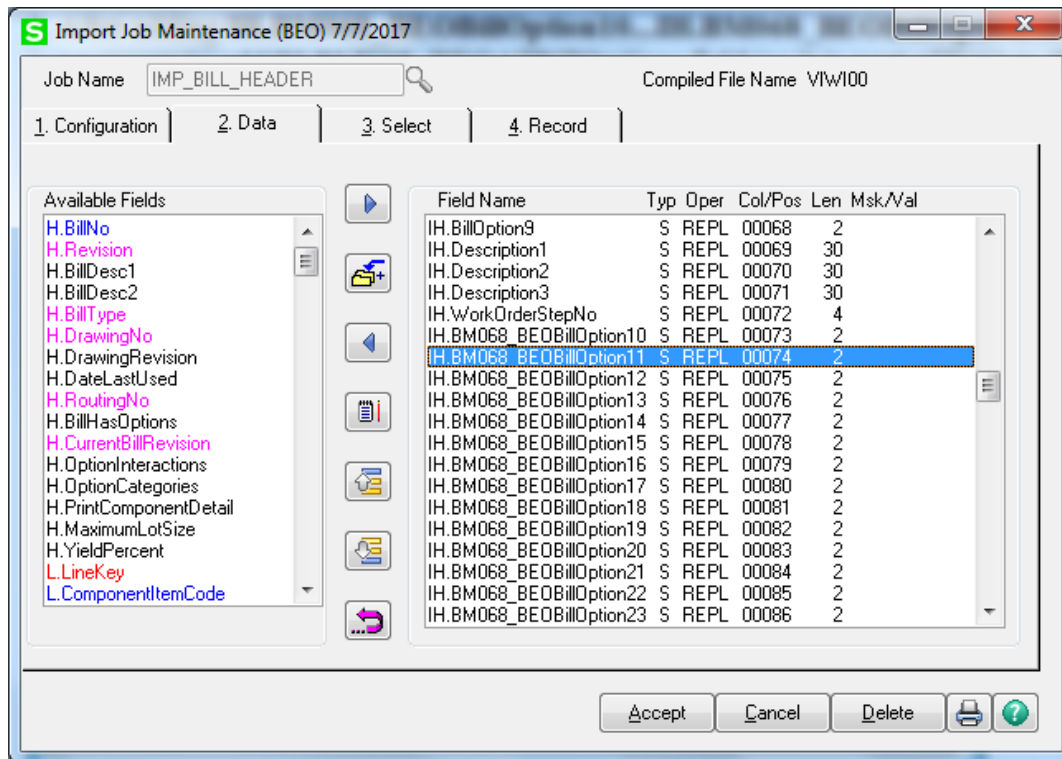 S Import Job Maintenance (BEO) 7/7/2017
Job Name IMP_BILL_HEADER Compiled File Name VIWI00
1. Configuration 2. Data 3. Select 4. Record
Available Fields
H.BillNo
H.Revision
H.BillDesc1
H.BillDesc2
H.BillType
H.DrawingNo
H.DrawingRevision
H.DateLastUsed
H.RoutingNo
H.BillHasOptions
H.CurrentBillRevision
H.OptionInteractions
H.OptionCategories
H.PrintComponentDetail
H.MaximumLotSize
H.YieldPercent
L.LineKey
L.ComponentItemCode
Field Name Typ Oper Col/Pos Len Msk/Val
IH.BillOption9 S REPL 00068 2
IH.Description1 S REPL 00069 30
IH.Description2 S REPL 00070 30
IH.Description3 S REPL 00071 30
IH.WorkOrderStepNo S REPL 00072 4
IH.BM068_BEOBillOption10 S REPL 00073 2
IH.BM068_BEOBillOption11 S REPL 00074 2
IH.BM068_BEOBillOption12 S REPL 00075 2
IH.BM068_BEOBillOption13 S REPL 00076 2
IH.BM068_BEOBillOption14 S REPL 00077 2
IH.BM068_BEOBillOption15 S REPL 00078 2
IH.BM068_BEOBillOption16 S REPL 00079 2
IH.BM068_BEOBillOption17 S REPL 00080 2
IH.BM068_BEOBillOption18 S REPL 00081 2
IH.BM068_BEOBillOption19 S REPL 00082 2
IH.BM068_BEOBillOption20 S REPL 00083 2
IH.BM068_BEOBillOption21 S REPL 00084 2
IH.BM068_BEOBillOption22 S REPL 00085 2
IH.BM068_BEOBillOption23 S REPL 00086 2
Accept Cancel Delete